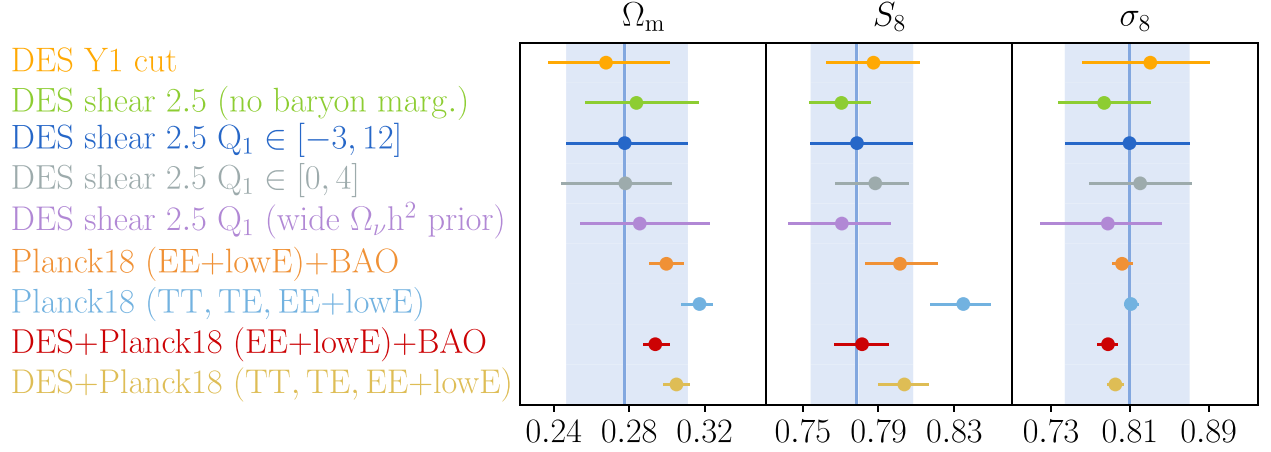 Ωₘ S₈ σ₈
DES Y1 cut
DES shear 2.5 (no baryon marg.)
DES shear 2.5 Q₁ ∈ [−3, 12]
DES shear 2.5 Q₁ ∈ [0, 4]
DES shear 2.5 Q₁ (wide Ωᵥh² prior)
Planck18 (EE+lowE)+BAO
Planck18 (TT, TE, EE+lowE)
DES+Planck18 (EE+lowE)+BAO
DES+Planck18 (TT, TE, EE+lowE)
0.24 0.28 0.32 0.75 0.79 0.83 0.73 0.81 0.89